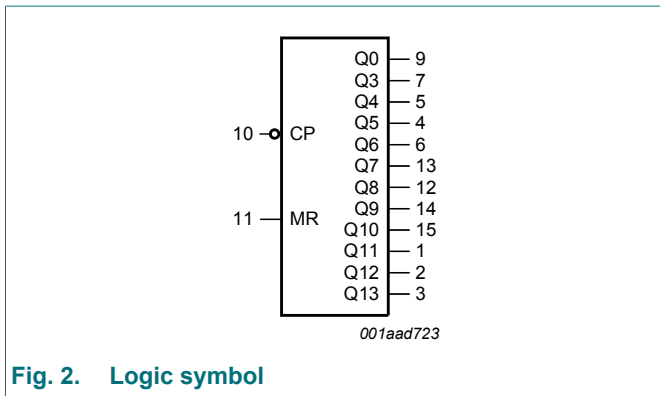 Q0 9
Q3 7
Q4 5
Q5 4
10 CP Q6 6
Q7 13
Q8 12
Q9 14
11 MR Q10 15
Q11 1
Q12 2
Q13 3
001aad723
Fig. 2. Logic symbol